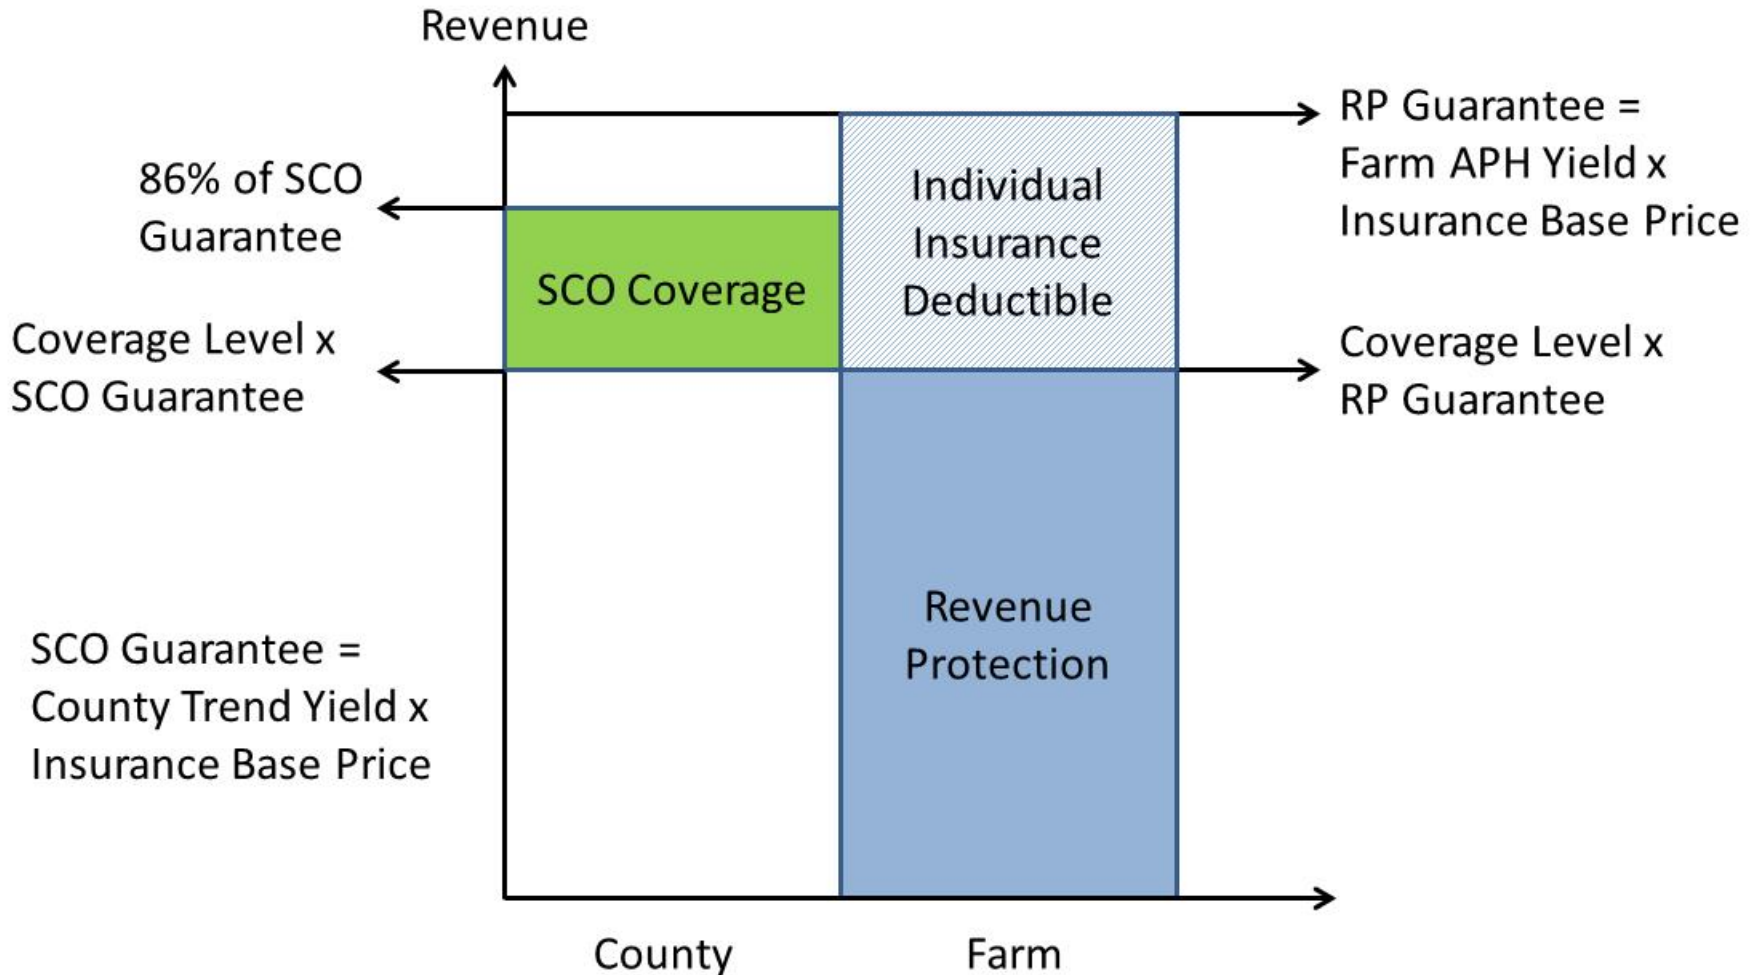 Revenue
86% of SCO
Guarantee
Coverage Level x
SCO Guarantee
SCO Guarantee =
County Trend Yield x
Insurance Base Price
SCO Coverage
Individual
Insurance
Deductible
Revenue
Protection
RP Guarantee =
Farm APH Yield x
Insurance Base Price
Coverage Level x
RP Guarantee
County
Farm